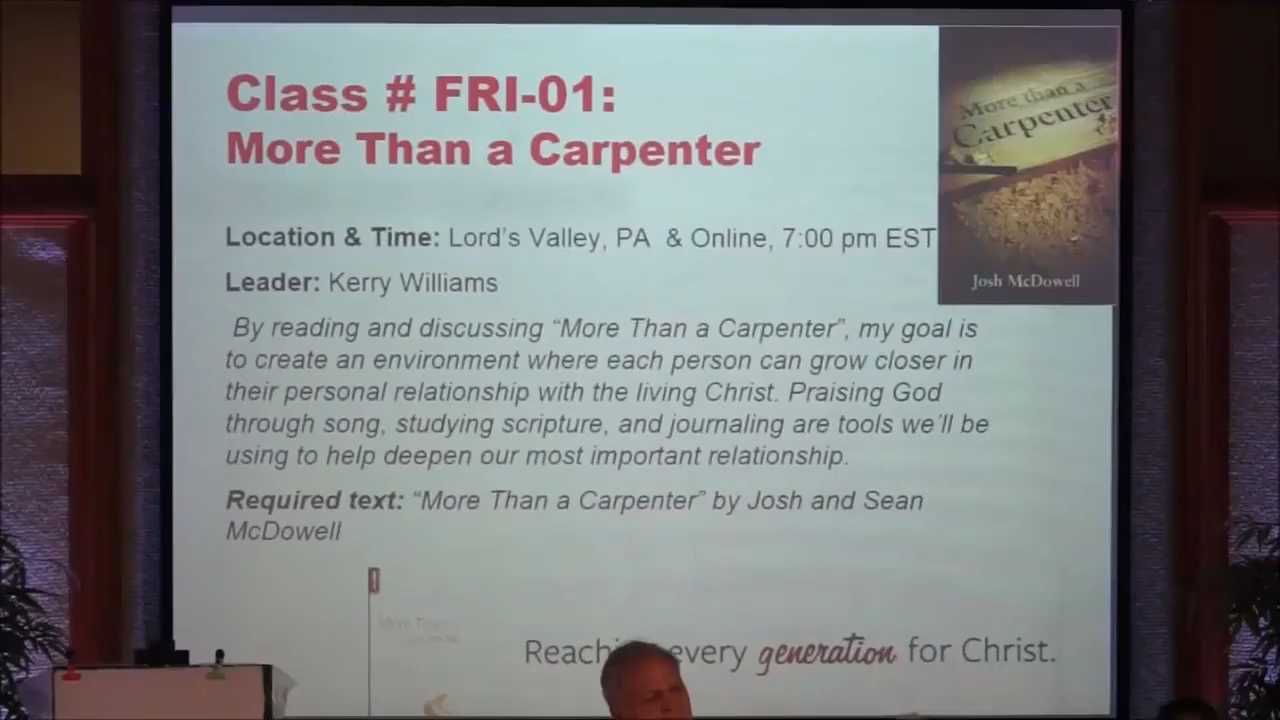 Class # FRI-01:
More Than a Carpenter
Location & Time: Lord's Valley, PA & Online, 7:00 pm EST
Leader: Kerry Williams
By reading and discussing “More Than a Carpenter”, my goal is
to create an environment where each person can grow closer in
their personal relationship with the living Christ. Praising God
through song, studying scripture, and journaling are tools we'll be
using to help deepen our most important relationship.
Required text: “More Than a Carpenter” by Josh and Sean
McDowell
More than a
Carpenter
Josh McDowell
every generation for Christ.